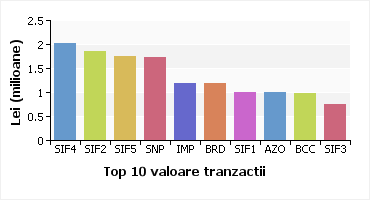 Lei (milioane)
2.5
2
1.5
1
0.5
0
SIF4 SIF2 SIF5 SNP IMP BRD SIF1 AZO BCC SIF3
Top 10 valoare tranzactii